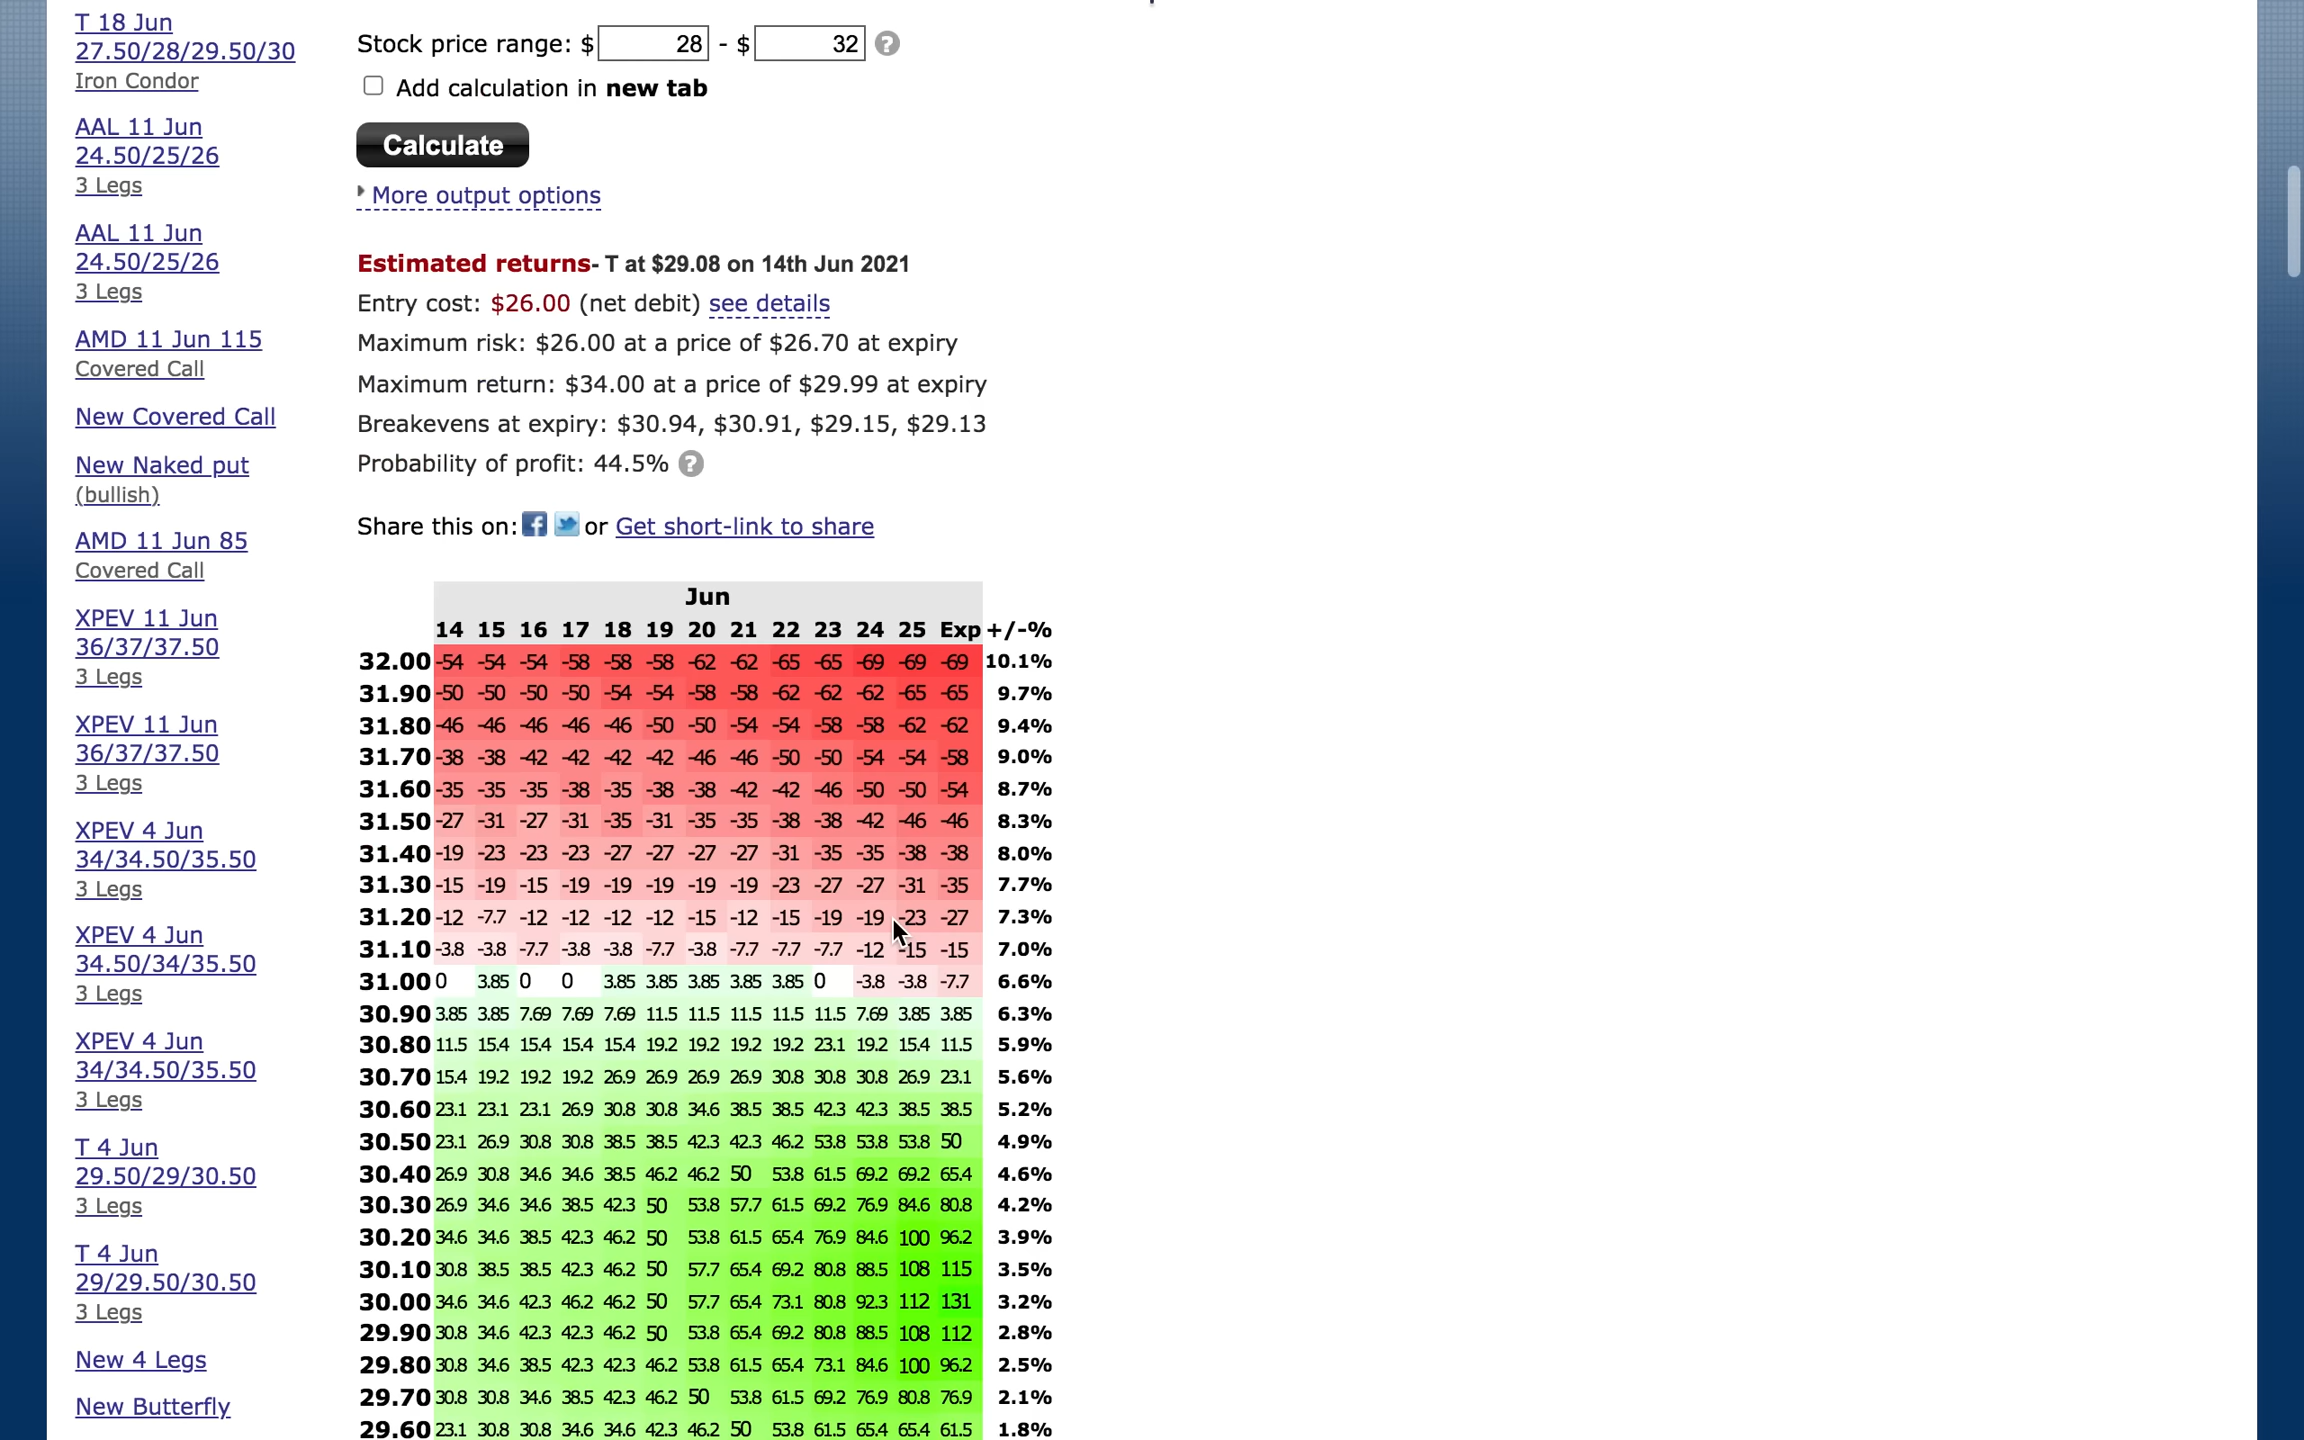 T 18 Jun
27.50/28/29.50/30
Iron Condor
AAL 11 Jun
24.50/25/26
3 Legs
AAL 11 Jun
24.50/25/26
3 Legs
AMD 11 Jun 115
Covered Call
New Covered Call
New Naked put
(bullish)
AMD 11 Jun 85
Covered Call
XPEV 11 Jun
36/37/37.50
3 Legs
XPEV 11 Jun
36/37/37.50
3 Legs
XPEV 4 Jun
34/34.50/35.50
3 Legs
XPEV 4 Jun
34.50/34/35.50
3 Legs
XPEV 4 Jun
34/34.50/35.50
3 Legs
T 4 Jun
29.50/29/30.50
3 Legs
T 4 Jun
29/29.50/30.50
3 Legs
New 4 Legs
New Butterfly
Stock price range: $ 28 - $ 32 ?
Add calculation in new tab
Calculate
More output options
Estimated returns- T at $29.08 on 14th Jun 2021
Entry cost: $26.00 (net debit) see details
Maximum risk: $26.00 at a price of $26.70 at expiry
Maximum return: $34.00 at a price of $29.99 at expiry
Breakevens at expiry: $30.94, $30.91, $29.15, $29.13
Probability of profit: 44.5% ?
Share this on: f or Get short-link to share
Jun
14 15 16 17 18 19 20 21 22 23 24 25 Exp +/-%
32.00 -54 -54 -54 -58 -58 -58 -62 -62 -65 -65 -69 -69 -69 10.1%
31.90 -50 -50 -50 -50 -54 -54 -58 -58 -62 -62 -62 -65 -65 9.7%
31.80 -46 -46 -46 -46 -46 -50 -50 -54 -54 -58 -58 -62 -62 9.4%
31.70 -38 -38 -42 -42 -42 -42 -46 -46 -50 -50 -54 -54 -58 9.0%
31.60 -35 -35 -35 -38 -35 -38 -38 -42 -42 -46 -50 -50 -54 8.7%
31.50 -27 -31 -27 -31 -35 -31 -35 -35 -38 -38 -42 -46 -46 8.3%
31.40 -19 -23 -23 -23 -27 -27 -27 -27 -31 -35 -35 -38 -38 8.0%
31.30 -15 -19 -15 -19 -19 -19 -19 -19 -23 -27 -27 -31 -35 7.7%
31.20 -12 -7.7 -12 -12 -12 -12 -15 -12 -15 -19 -19 -23 -27 7.3%
31.10 -3.8 -3.8 -7.7 -3.8 -3.8 -7.7 -3.8 -7.7 -7.7 -7.7 -12 -15 -15 7.0%
31.00 0 3.85 0 0 3.85 3.85 3.85 3.85 3.85 0 -3.8 -3.8 -7.7 6.6%
30.90 3.85 3.85 7.69 7.69 7.69 11.5 11.5 11.5 11.5 11.5 7.69 3.85 3.85 6.3%
30.80 11.5 15.4 15.4 15.4 15.4 19.2 19.2 19.2 19.2 23.1 19.2 15.4 11.5 5.9%
30.70 15.4 19.2 19.2 19.2 26.9 26.9 26.9 26.9 30.8 30.8 30.8 26.9 23.1 5.6%
30.60 23.1 23.1 23.1 26.9 30.8 30.8 34.6 38.5 38.5 42.3 42.3 38.5 38.5 5.2%
30.50 23.1 26.9 30.8 30.8 38.5 38.5 42.3 42.3 46.2 53.8 53.8 53.8 50 4.9%
30.40 26.9 30.8 34.6 34.6 38.5 46.2 46.2 50 53.8 61.5 69.2 69.2 65.4 4.6%
30.30 26.9 34.6 34.6 38.5 42.3 50 53.8 57.7 61.5 69.2 76.9 84.6 80.8 4.2%
30.20 34.6 34.6 38.5 42.3 46.2 50 53.8 61.5 65.4 76.9 84.6 100 96.2 3.9%
30.10 30.8 38.5 38.5 42.3 46.2 50 57.7 65.4 69.2 80.8 88.5 108 115 3.5%
30.00 34.6 34.6 42.3 46.2 46.2 50 57.7 65.4 73.1 80.8 92.3 112 131 3.2%
29.90 30.8 34.6 42.3 42.3 46.2 50 53.8 65.4 69.2 80.8 88.5 108 112 2.8%
29.80 30.8 34.6 38.5 42.3 42.3 46.2 53.8 61.5 65.4 73.1 84.6 100 96.2 2.5%
29.70 30.8 30.8 34.6 38.5 42.3 46.2 50 53.8 61.5 69.2 76.9 80.8 76.9 2.1%
29.60 23.1 30.8 30.8 34.6 34.6 42.3 46.2 50 53.8 61.5 65.4 65.4 61.5 1.8%